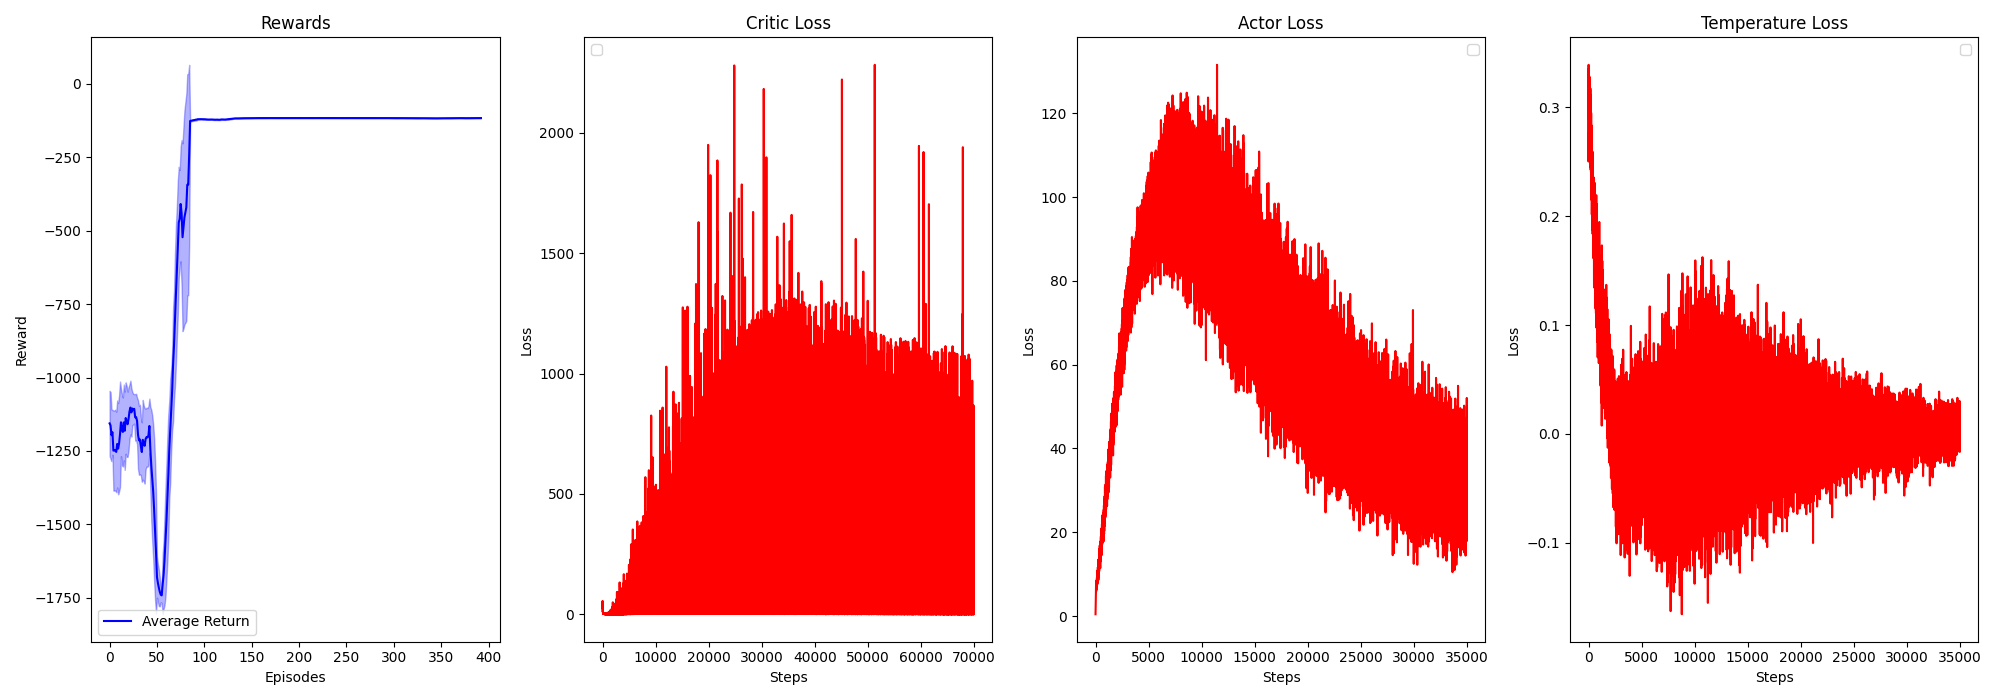 Rewards
Reward
0
−250
−500
−750
−1000
−1250
−1500
−1750
Average Return
0 50 100 150 200 250 300 350 400
Episodes
Critic Loss
Loss
2000
1500
1000
500
0
0 10000 20000 30000 40000 50000 60000 70000
Steps
Actor Loss
Loss
120
100
80
60
40
20
0
0 5000 10000 15000 20000 25000 30000 35000
Steps
Temperature Loss
Loss
0.3
0.2
0.1
0.0
−0.1
0 5000 10000 15000 20000 25000 30000 35000
Steps